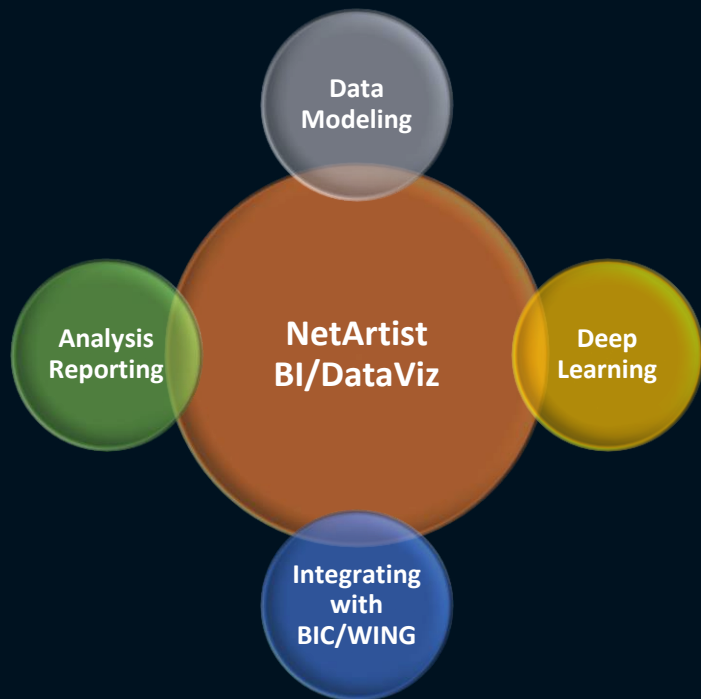 Data
Modeling
Analysis
Reporting
NetArtist
BI/DataViz
Deep
Learning
Integrating
with
BIC/WING